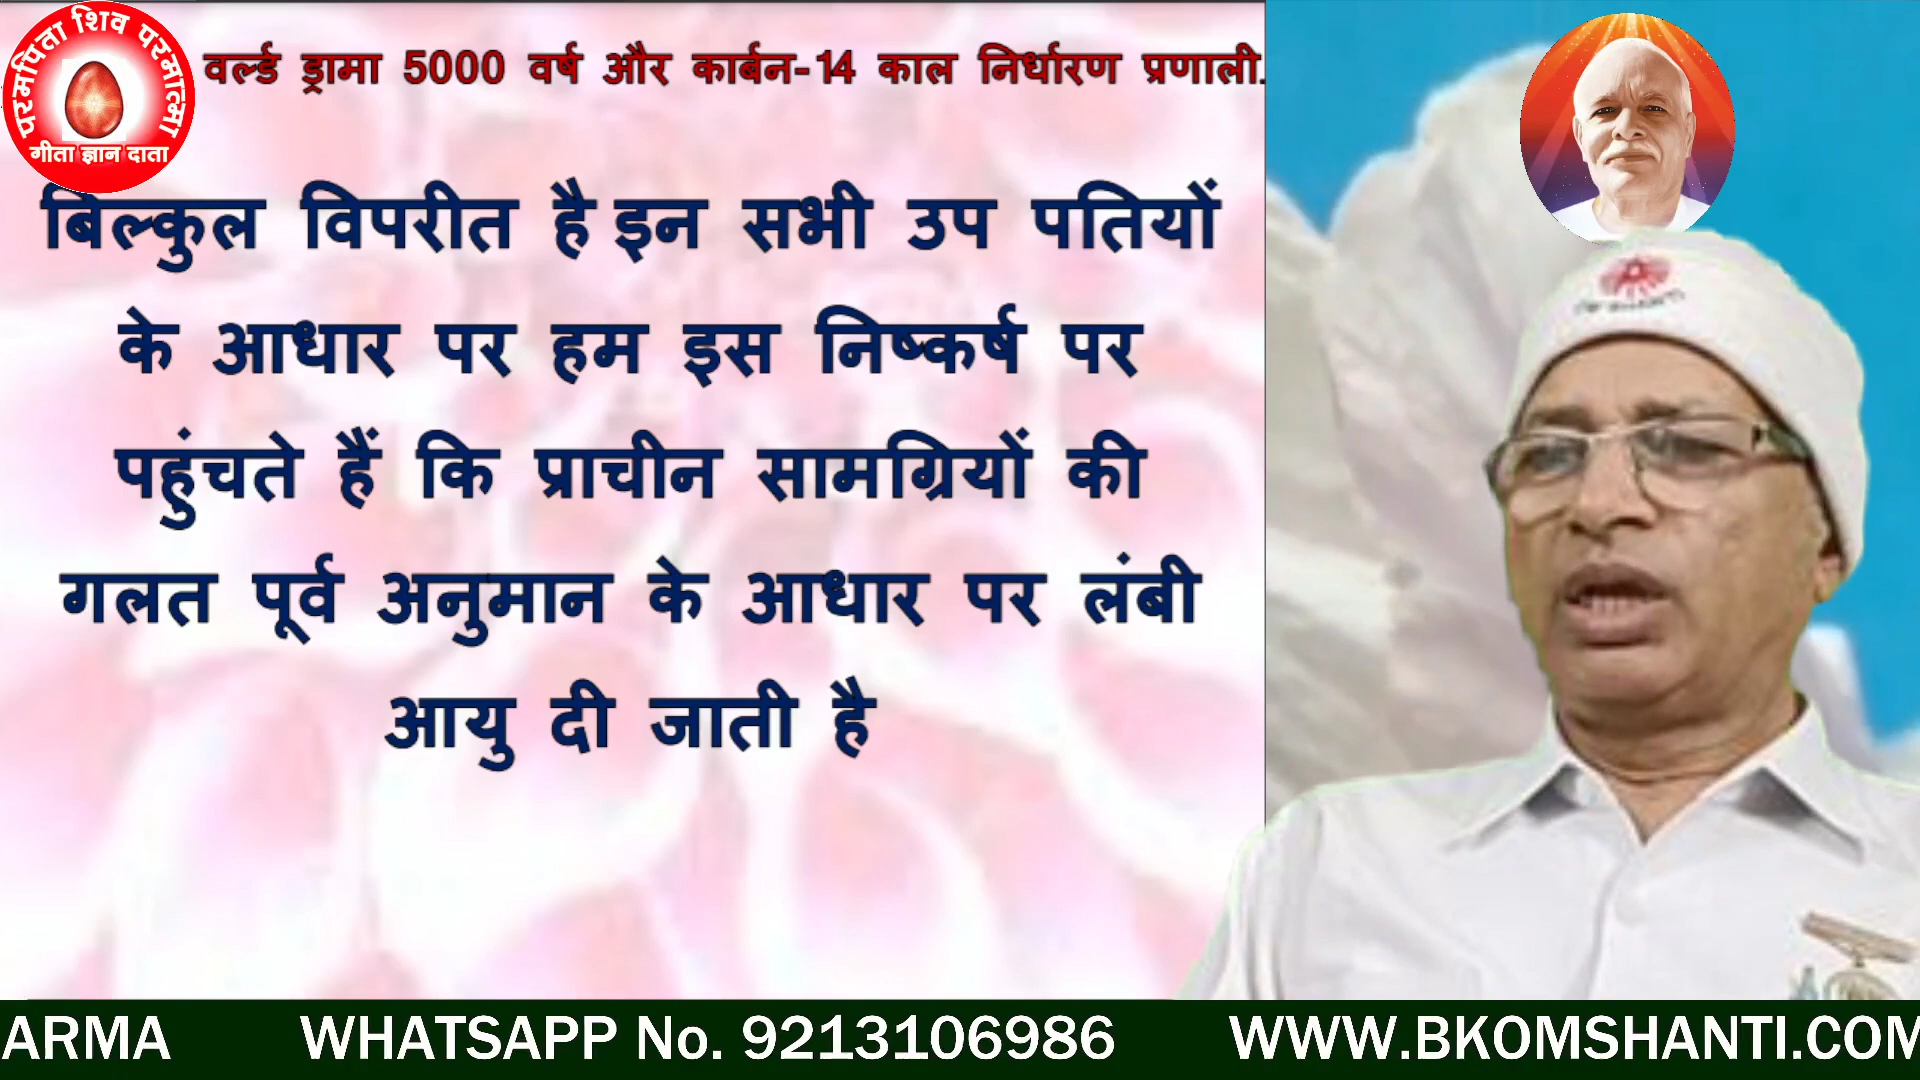 परमपिता शिव परमात्मा
गीता ज्ञान दाता
वर्ल्ड ड्रामा 5000 वर्ष और कार्बन-14 काल निर्धारण प्रणाली.
बिल्कुल विपरीत है इन सभी उप पतियों
के आधार पर हम इस निष्कर्ष पर
पहुंचते हैं कि प्राचीन सामग्रियों की
गलत पूर्व अनुमान के आधार पर लंबी
आयु दी जाती है
ARMA WHATSAPP No. 9213106986 WWW.BKOMSHANTI.COM